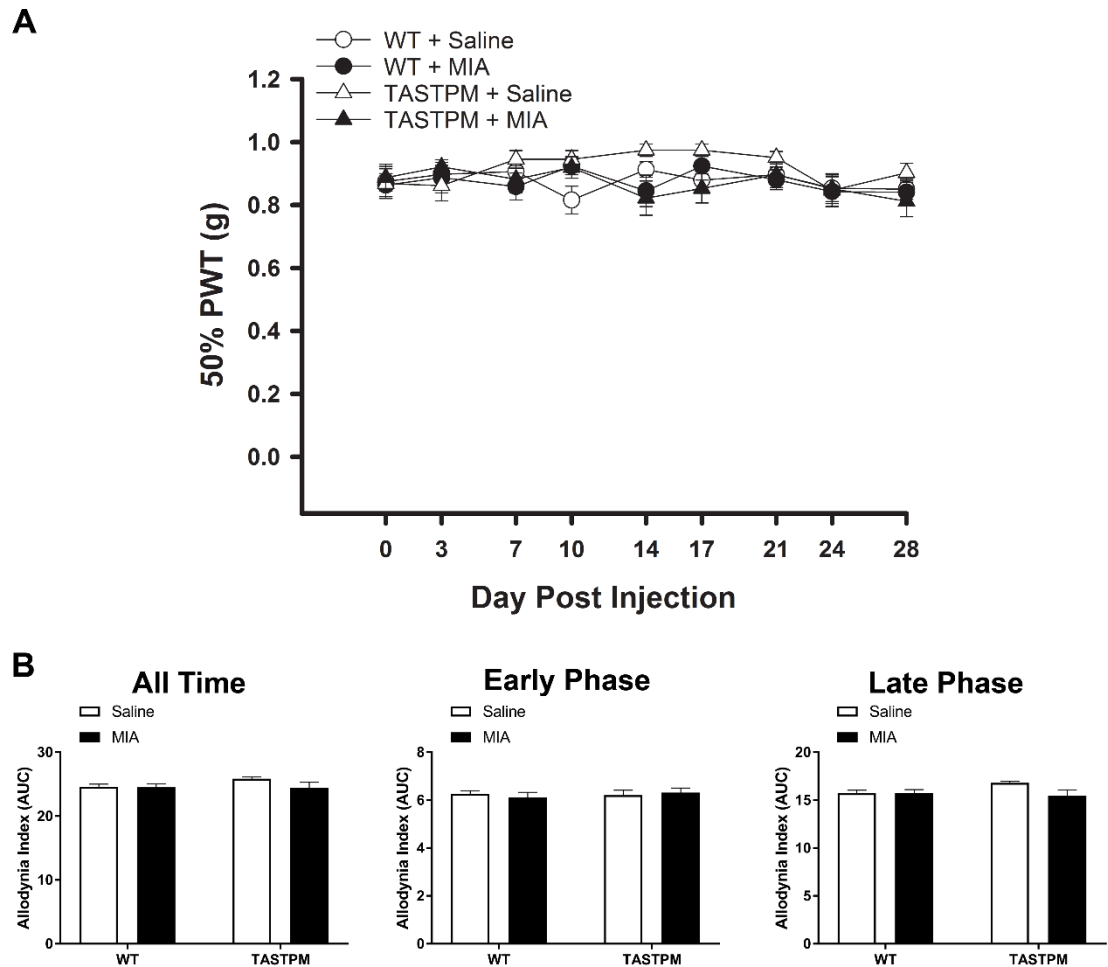 A
WT + Saline
WT + MIA
TASTPM + Saline
TASTPM + MIA
50% PWT (g)
1.2
1.0
0.8
0.6
0.4
0.2
0.0
0 3 7 10 14 17 21 24 28
Day Post Injection
B
All Time
Saline
MIA
Allodynia Index (AUC)
30
20
10
0
WT TASTPM
Early Phase
Saline
MIA
Allodynia Index (AUC)
8
6
4
2
0
WT TASTPM
Late Phase
Saline
MIA
Allodynia Index (AUC)
20
15
10
5
0
WT TASTPM